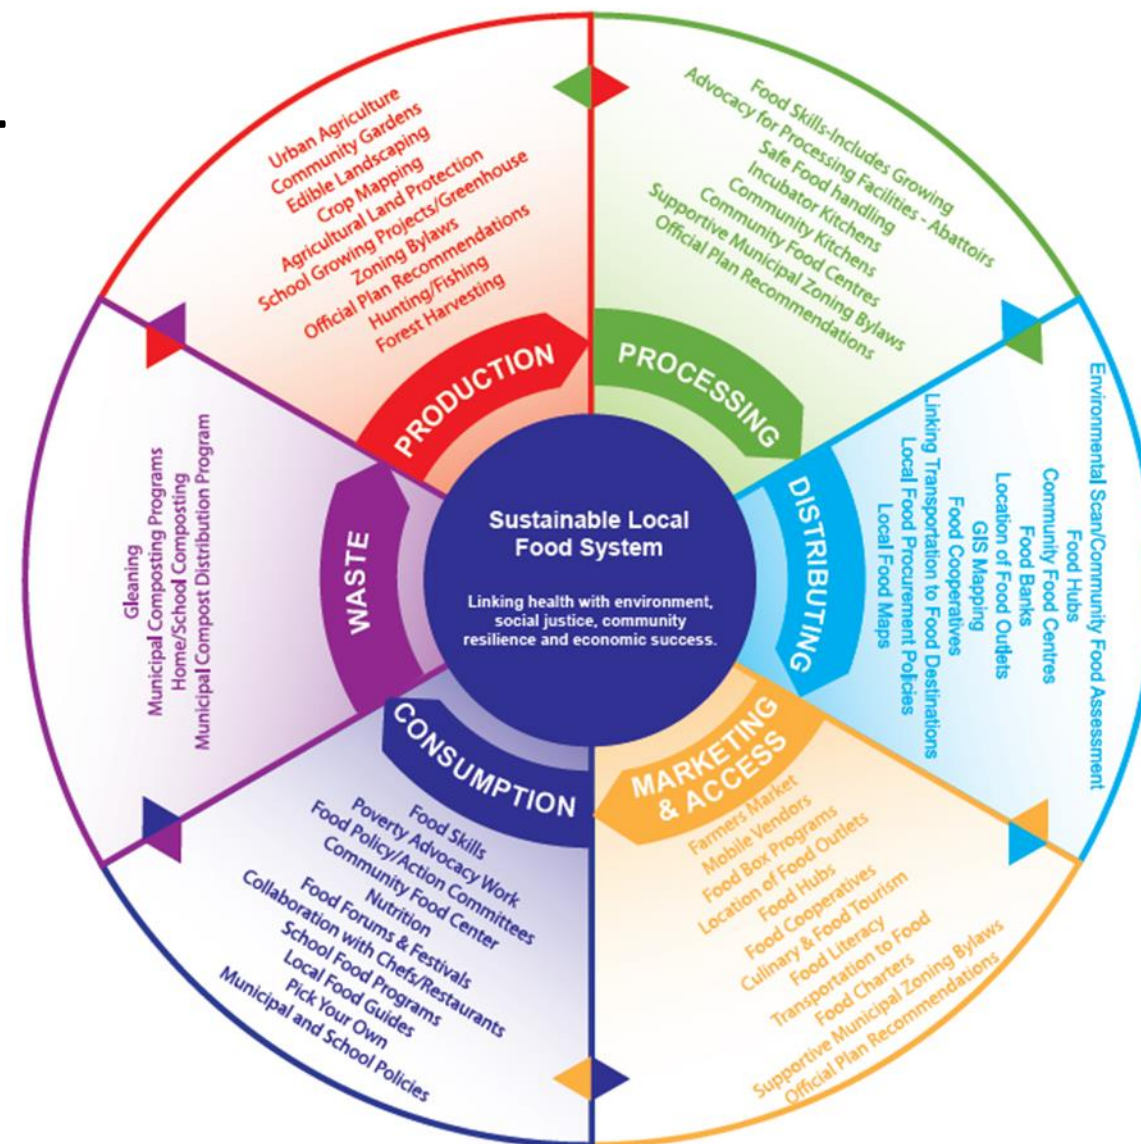 Sustainable Local
Food System
Linking health with environment,
social justice, community
resilience and economic success.
PRODUCTION
Urban Agriculture
Community Gardens
Edible Landscaping
Crop Mapping
Agricultural Land Protection
School Growing Projects/Greenhouse
Zoning Bylaws
Official Plan Recommendations
Hunting/Fishing
Forest Harvesting
PROCESSING
Food Skills-Includes Growing
Advocacy for Processing Facilities - Abattoirs
Safe Food handling
Incubator Kitchens
Community Kitchens
Community Food Centres
Supportive Municipal Zoning Bylaws
Official Plan Recommendations
DISTRIBUTING
Environmental Scan/Community Food Assessment
Food Hubs
Community Food Centres
Location of Food Outlets
Food Banks
GIS Mapping
Food Cooperatives
Linking Transportation to Food Destinations
Local Food Procurement Policies
Local Food Maps
MARKETING
& ACCESS
Farmers Market
Mobile Vendors
Food Box Programs
Location of Food Outlets
Food Hubs
Food Cooperatives
Culinary & Food Tourism
Food Literacy
Transportation to Food
Food Charters
Supportive Municipal Zoning Bylaws
Official Plan Recommendations
CONSUMPTION
Food Skills
Poverty Advocacy Work
Food Policy/Action Committees
Community Food Center
Nutrition
Food Forums & Festivals
Collaboration with Chefs/Restaurants
School Food Programs
Local Food Guides
Pick Your Own
Municipal and School Policies
WASTE
Gleaning
Municipal Composting Programs
Home/School Composting
Municipal Compost Distribution Program